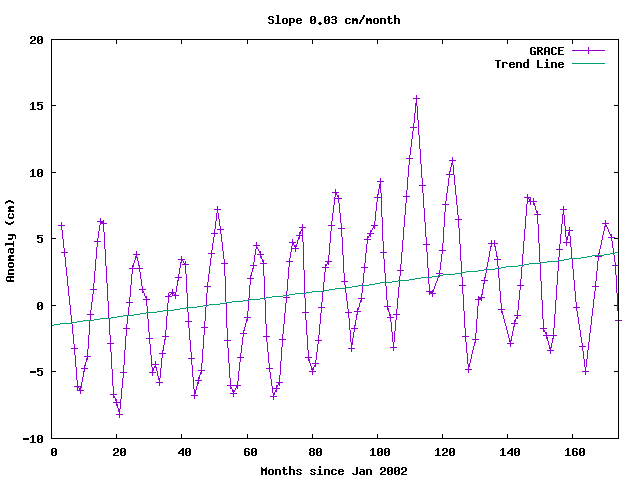 Slope 0.03 cm/month
GRACE
Trend Line
20
15
10
5
0
-5
-10
Anomaly (cm)
0 20 40 60 80 100 120 140 160
Months since Jan 2002